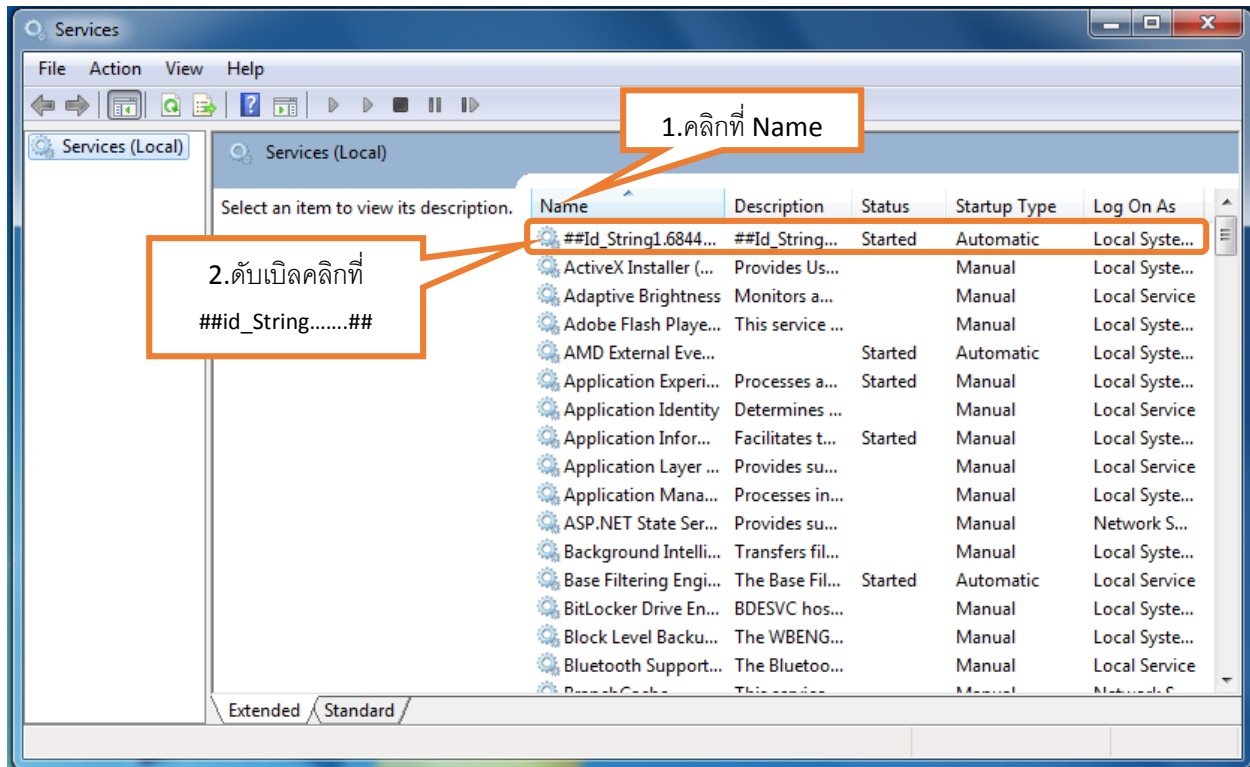 Services
File Action View Help
1.คลิกที่ Name
Services (Local)
Services (Local)
Select an item to view its description.
Name Description Status Startup Type Log On As
2.ดับเบิลคลิกที่
##id_String.......##
##Id_String1.6844... ##Id_String... Started Automatic Local Syste...
ActiveX Installer (... Provides Us... Manual Local Syste...
Adaptive Brightness Monitors a... Manual Local Service
Adobe Flash Playe... This service ... Manual Local Syste...
AMD External Eve... Started Automatic Local Syste...
Application Experi... Processes a... Started Manual Local Syste...
Application Identity Determines ... Manual Local Service
Application Infor... Facilitates t... Started Manual Local Syste...
Application Layer ... Provides su... Manual Local Service
Application Mana... Processes in... Manual Local Syste...
ASP.NET State Ser... Provides su... Manual Network S...
Background Intelli... Transfers fil... Manual Local Syste...
Base Filtering Engi... The Base Fil... Started Automatic Local Service
BitLocker Drive En... BDESVC hos... Manual Local Syste...
Block Level Backu... The WBENG... Manual Local Syste...
Bluetooth Support... The Bluetoo... Manual Local Service
Extended Standard